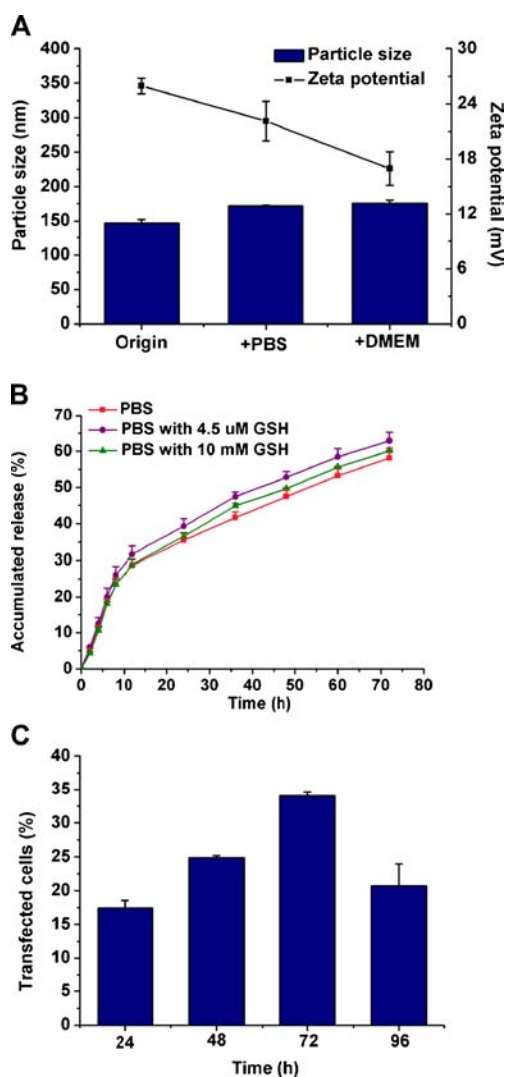 A
Particle size
Zeta potential
400
350
300
250
200
150
100
50
0
Particle size (nm)
30
24
18
12
6
0
Zeta potential (mV)
Origin
+PBS
+DMEM
B
PBS
PBS with 4.5 uM GSH
PBS with 10 mM GSH
70
60
50
40
30
20
10
0
Accumulated release (%)
0
10
20
30
40
50
60
70
80
Time (h)
C
40
35
30
25
20
15
10
5
0
Transfected cells (%)
24
48
72
96
Time (h)